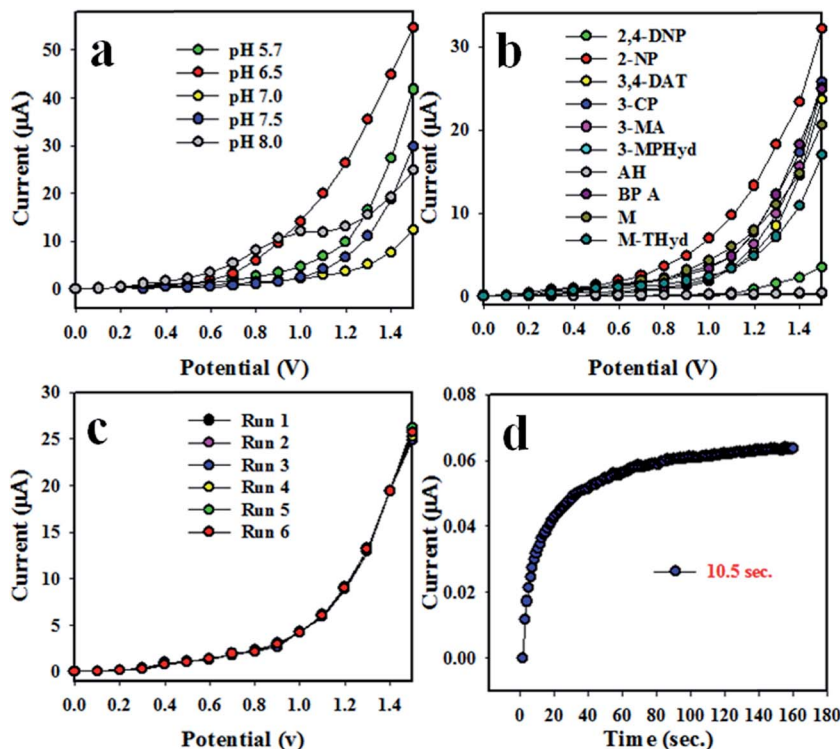 a
pH 5.7
pH 6.5
pH 7.0
pH 7.5
pH 8.0
50
40
30
20
10
0
Current (µA)
0.0 0.2 0.4 0.6 0.8 1.0 1.2 1.4
Potential (V)
b
2,4-DNP
2-NP
3,4-DAT
3-CP
3-MA
3-MPHyd
AH
BP A
M
M-THyd
30
20
10
0
Current (µA)
0.0 0.2 0.4 0.6 0.8 1.0 1.2 1.4
Potential (V)
c
Run 1
Run 2
Run 3
Run 4
Run 5
Run 6
30
25
20
15
10
5
0
Current (µA)
0.0 0.2 0.4 0.6 0.8 1.0 1.2 1.4
Potential (v)
d
10.5 sec.
0.08
0.06
0.04
0.02
0.00
Current (µA)
0 20 40 60 80 100 120 140 160 180
Time (sec.)